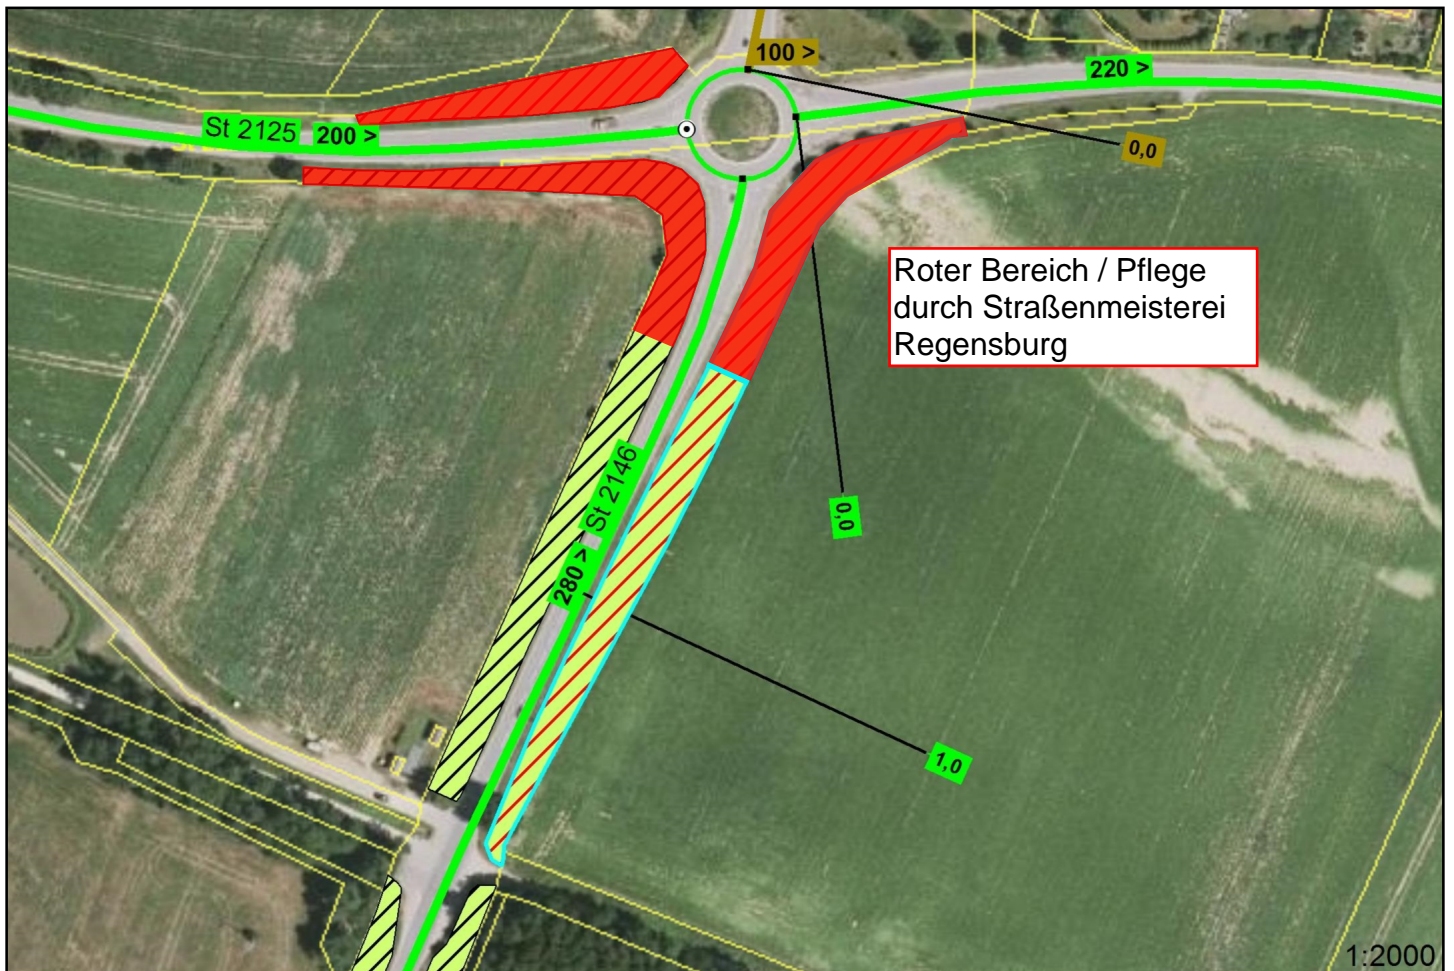 100 >
220 >
St 2125 200 >
0,0
Roter Bereich / Pflege
durch Straßenmeisterei
Regensburg
St 2146
0,0
280 >
1,0
1:2000